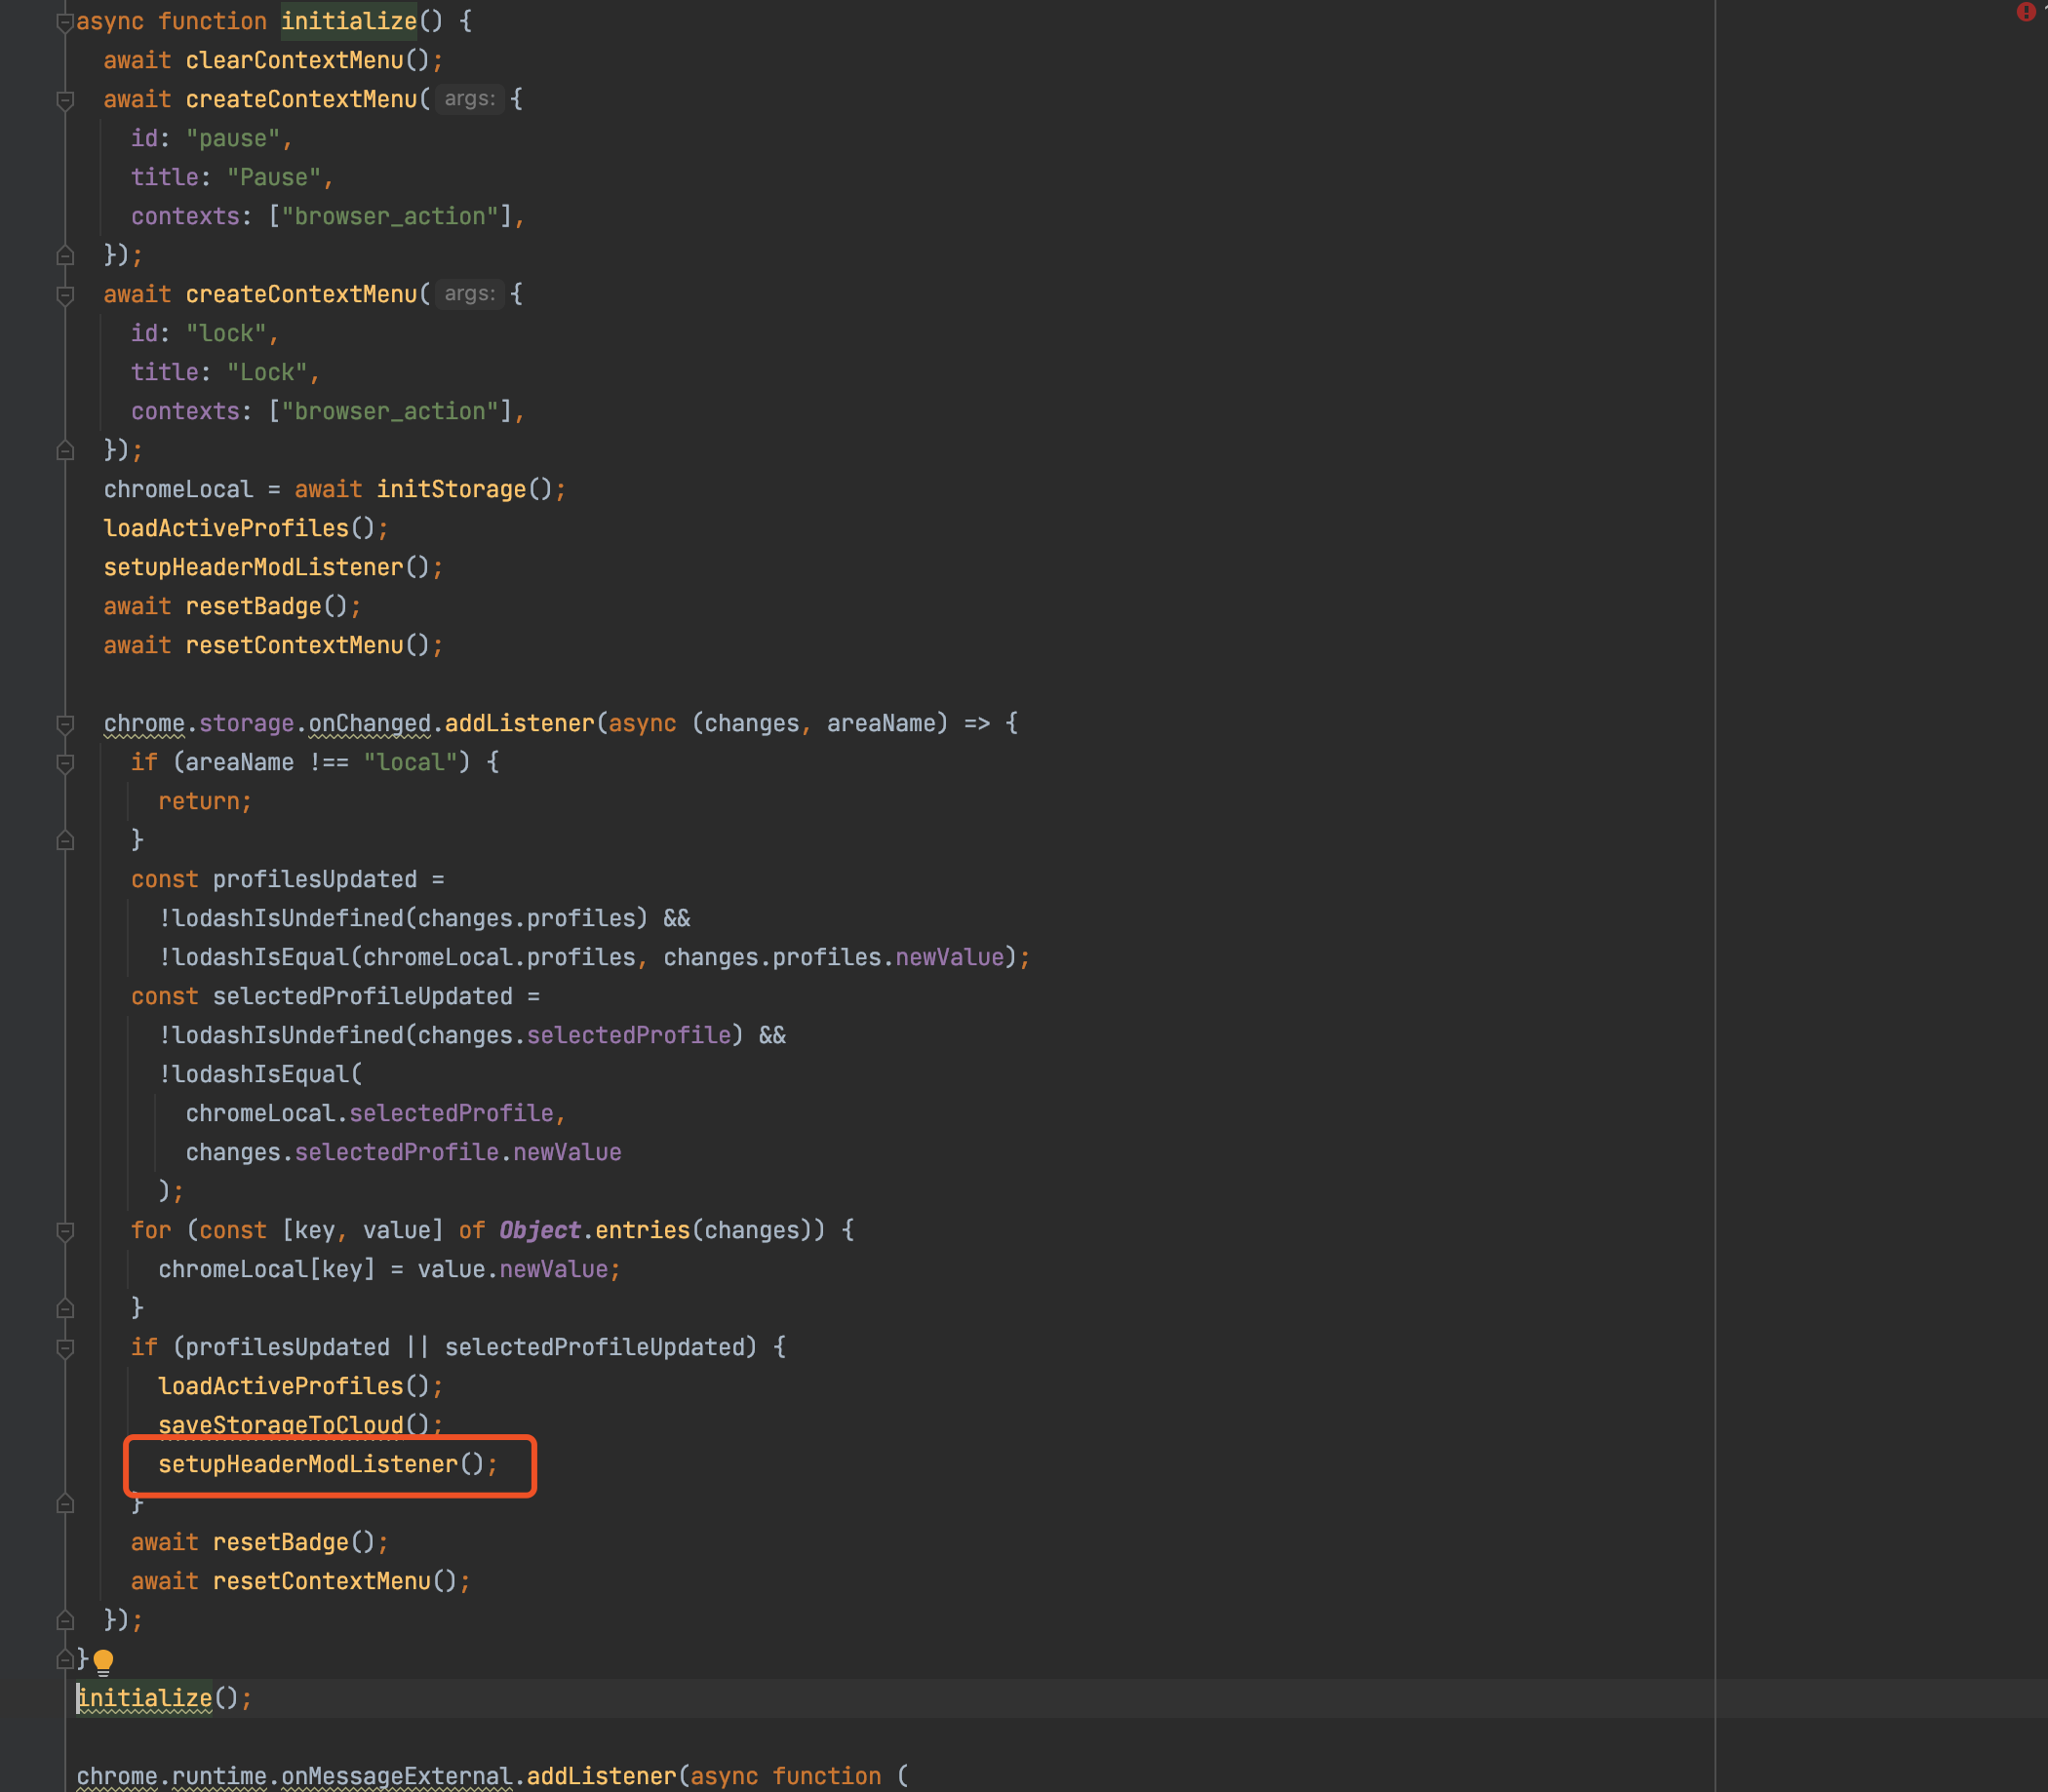 async function initialize() {
await clearContextMenu();
await createContextMenu( args: {
id: "pause",
title: "Pause",
contexts: ["browser_action"],
});
await createContextMenu( args: {
id: "lock",
title: "Lock",
contexts: ["browser_action"],
});
chromeLocal = await initStorage();
loadActiveProfiles();
setupHeaderModListener();
await resetBadge();
await resetContextMenu();
chrome.storage.onChanged.addListener(async (changes, areaName) => {
if (areaName !== "local") {
return;
}
const profilesUpdated =
!lodashIsUndefined(changes.profiles) &&
!lodashIsEqual(chromeLocal.profiles, changes.profiles.newValue);
const selectedProfileUpdated =
!lodashIsUndefined(changes.selectedProfile) &&
!lodashIsEqual(
chromeLocal.selectedProfile,
changes.selectedProfile.newValue
);
for (const [key, value] of Object.entries(changes)) {
chromeLocal[key] = value.newValue;
}
if (profilesUpdated || selectedProfileUpdated) {
loadActiveProfiles();
saveStorageToCloud();
setupHeaderModListener();
}
await resetBadge();
await resetContextMenu();
});
}
initialize();
chrome.runtime.onMessageExternal.addListener(async function (